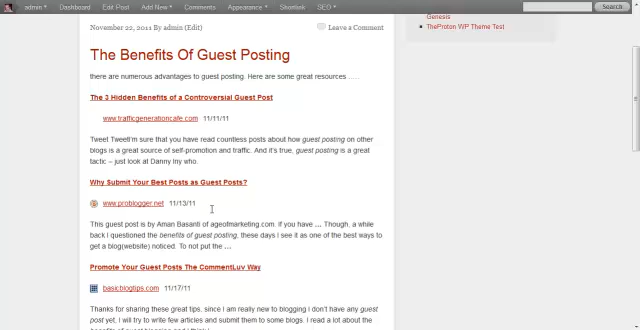 admin Dashboard Edit Post Add New Comments Appearance Shortlink SEO Search
November 22, 2011 By admin (Edit) Leave a Comment
Genesis
TheProton WP Theme Test
The Benefits Of Guest Posting
there are numerous advantages to guest posting. Here are some great resources …..
The 3 Hidden Benefits of a Controversial Guest Post
www.trafficgenerationcafe.com 11/11/11
Tweet TweetI'm sure that you have read countless posts about how guest posting on other
blogs is a great source of self-promotion and traffic. And it's true, guest posting is a great
tactic – just look at Danny Iny who.
Why Submit Your Best Posts as Guest Posts?
www.problogger.net 11/13/11
This guest post is by Aman Basanti of ageofmarketing.com. If you have ... Though, a while
back I questioned the benefits of guest posting, these days I see it as one of the best ways to
get a blog(website) noticed. To not put the ...
Promote Your Guest Posts The CommentLuv Way
basicblogtips.com 11/17/11
Thanks for sharing these great tips, since I am really new to blogging i don't have any guest
post yet, I will try to write few articles and submit them to some blogs. I read a lot about the
benefits of guest blogging and I think I